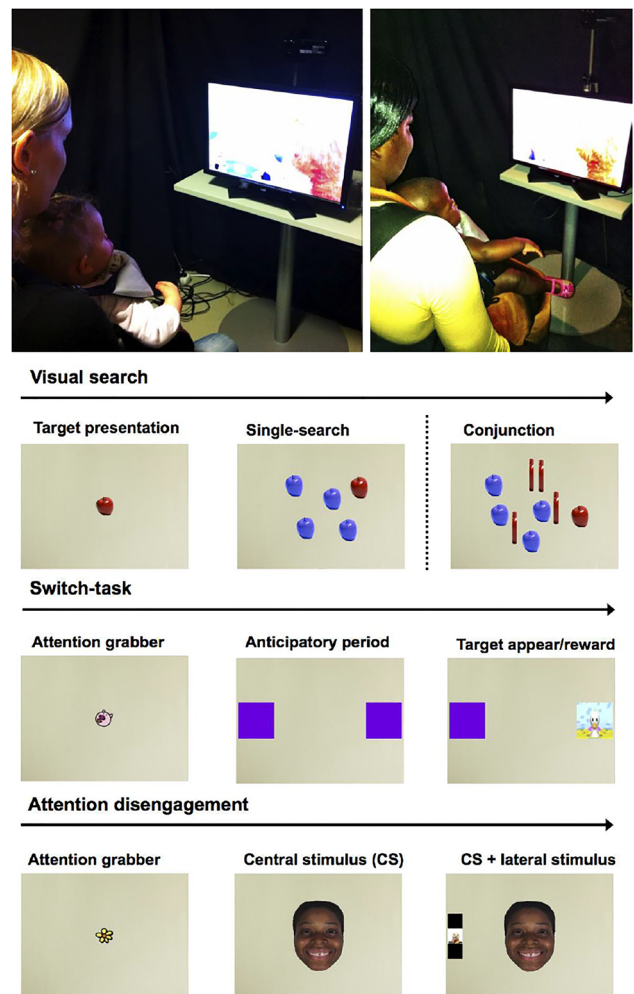 Visual search
Target presentation
Single-search
Conjunction
Switch-task
Attention grabber
Anticipatory period
Target appear/reward
Attention disengagement
Attention grabber
Central stimulus (CS)
CS + lateral stimulus